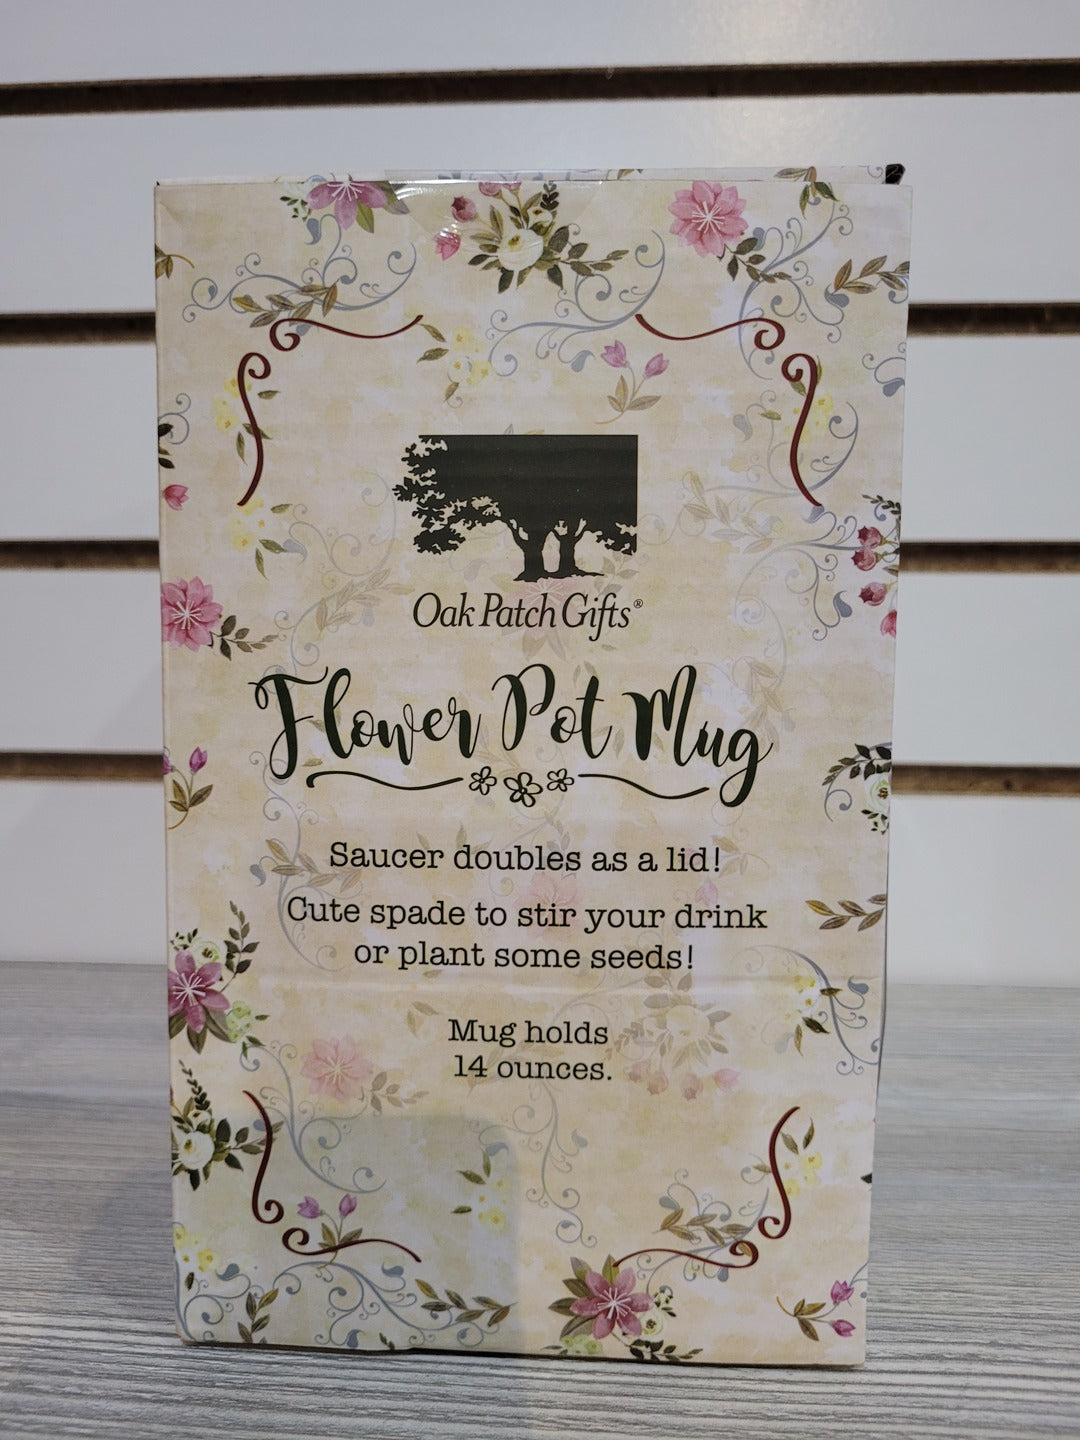 Oak Patch Gifts®
Flower Pot Mug
Saucer doubles as a lid!
Cute spade to stir your drink
or plant some seeds!
Mug holds
14 ounces.